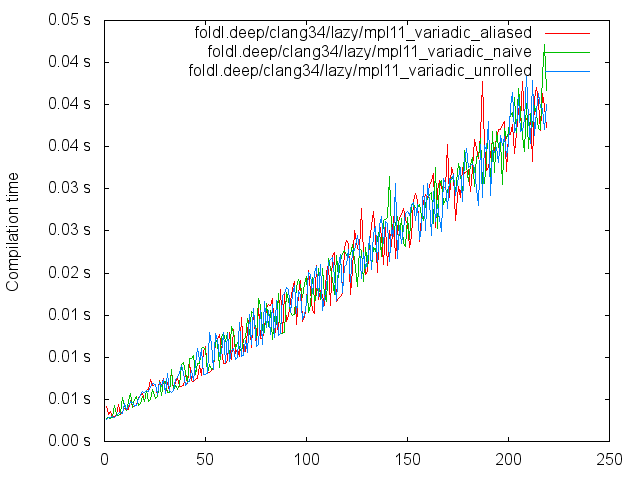 foldl.deep/clang34/lazy/mpl11_variadic_aliased
foldl.deep/clang34/lazy/mpl11_variadic_naive
foldl.deep/clang34/lazy/mpl11_variadic_unrolled
0.05 s
0.04 s
0.04 s
0.04 s
0.03 s
0.03 s
0.02 s
0.01 s
0.01 s
0.01 s
0.00 s
Compilation time
0 50 100 150 200 250